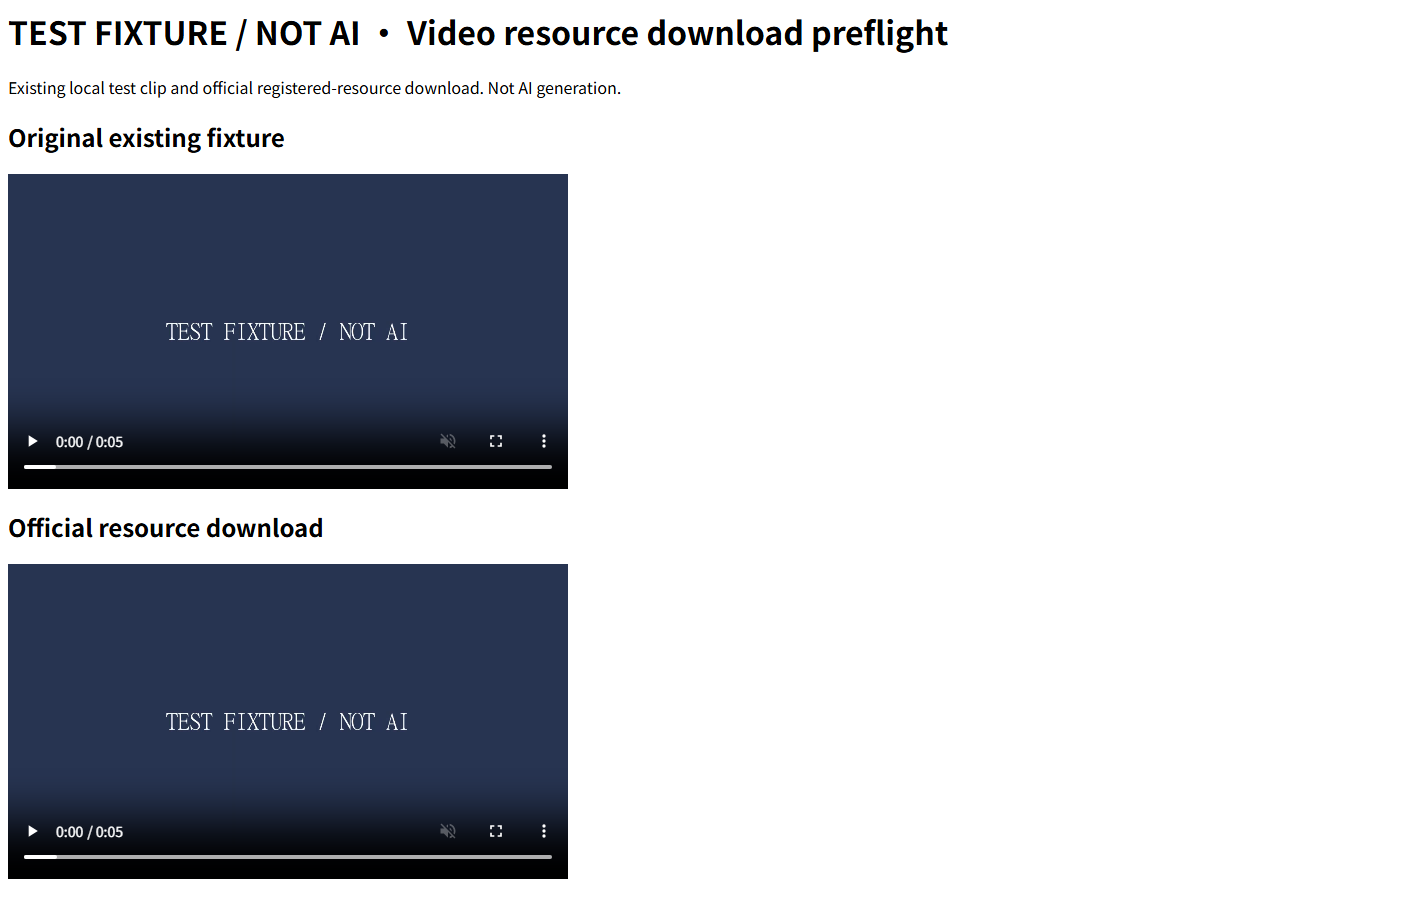 TEST FIXTURE / NOT AI ・ Video resource download preflight
Existing local test clip and official registered-resource download. Not AI generation.
Original existing fixture
TEST FIXTURE / NOT AI
0:00 / 0:05
Official resource download
TEST FIXTURE / NOT AI
0:00 / 0:05